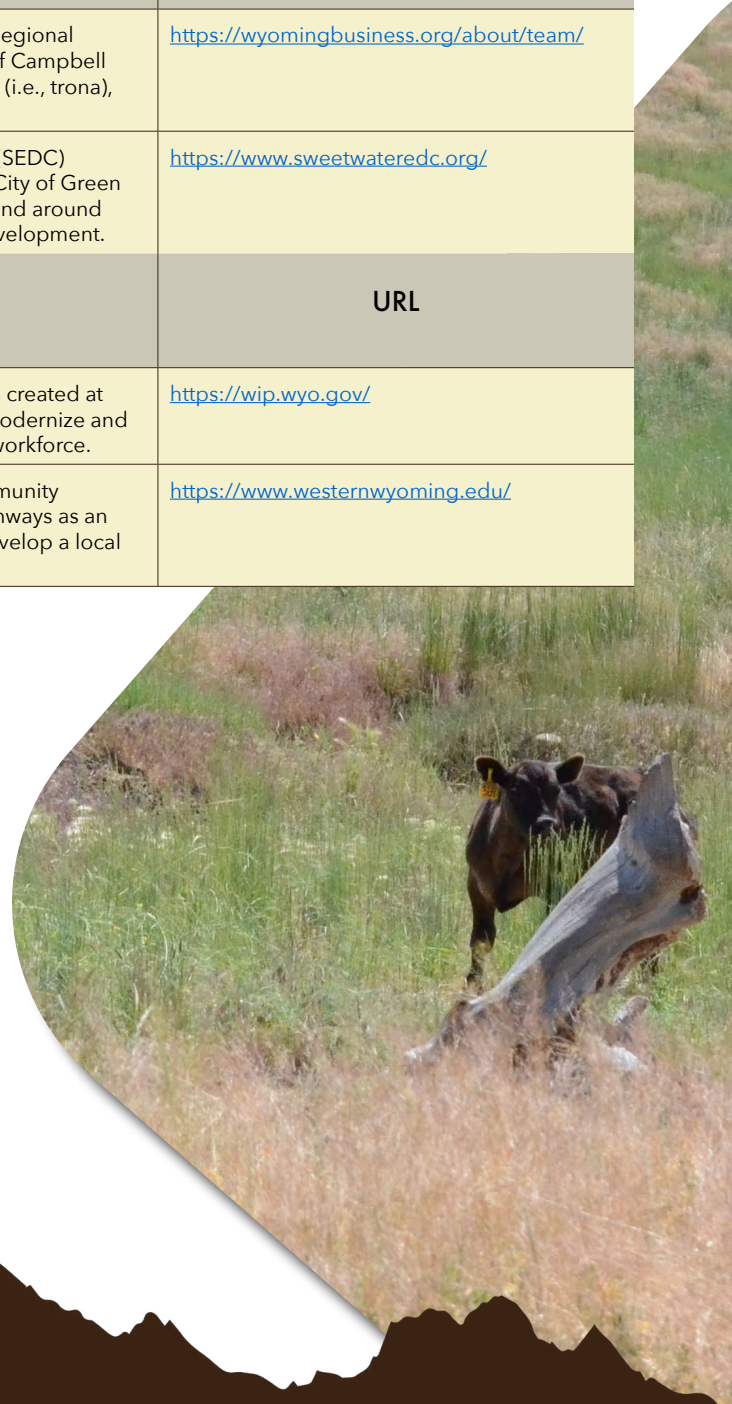 egional
f Campbell
(i.e., trona),
https://wyomingbusiness.org/about/team/
SEDC)
City of Green
nd around
velopment.
https://www.sweetwateredc.org/
URL
created at
odernize and
workforce.
https://wip.wyo.gov/
munity
ways as an
velop a local
https://www.westernwyoming.edu/